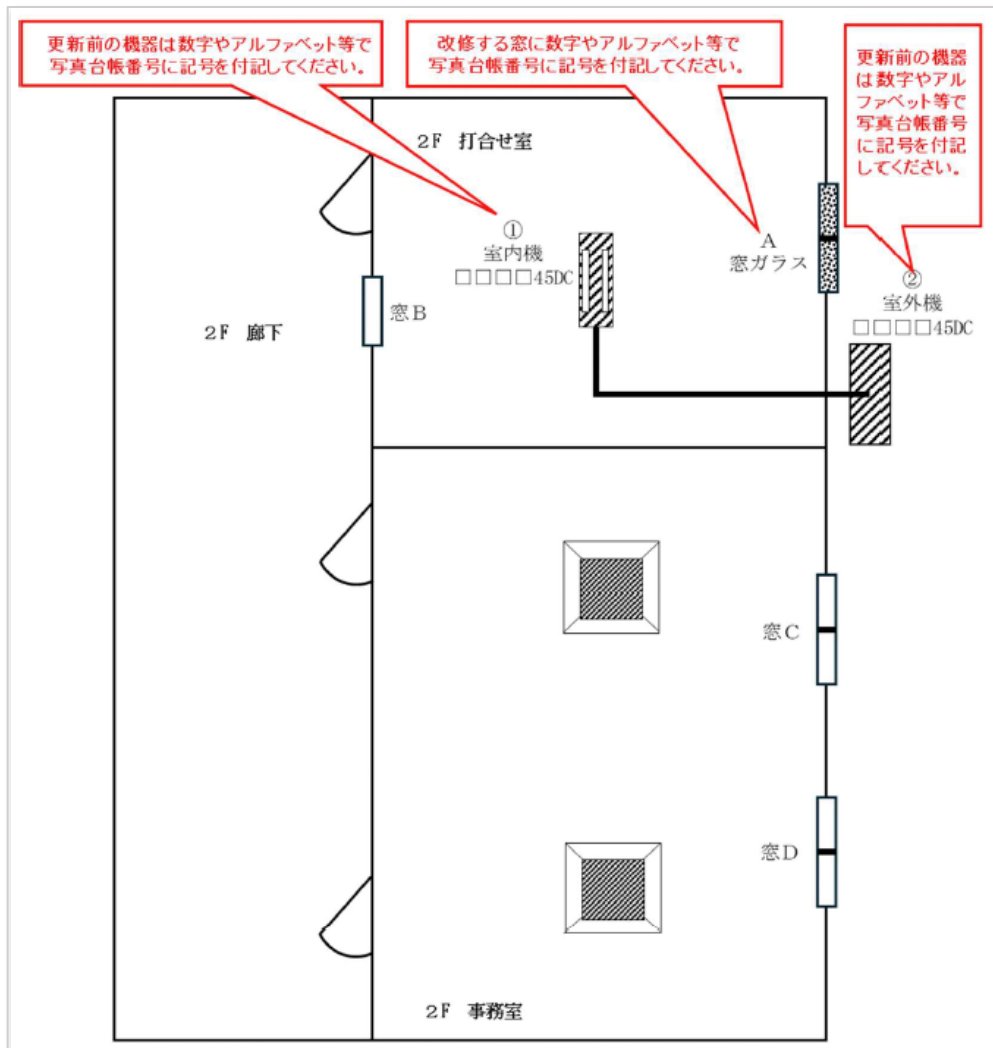 更新前の機器は数字やアルファベット等で
写真台帳番号に記号を付記してください。
改修する窓に数字やアルファベット等で
写真台帳番号に記号を付記してください。
更新前の機器
は数字やアル
ファベット等で
写真台帳番号
に記号を付記
してください。
2F 打合せ室
①
室内機
□□□□45DC
A
窓ガラス
②
室外機
□□□□45DC
窓B
2F 廊下
窓C
窓D
2F 事務室